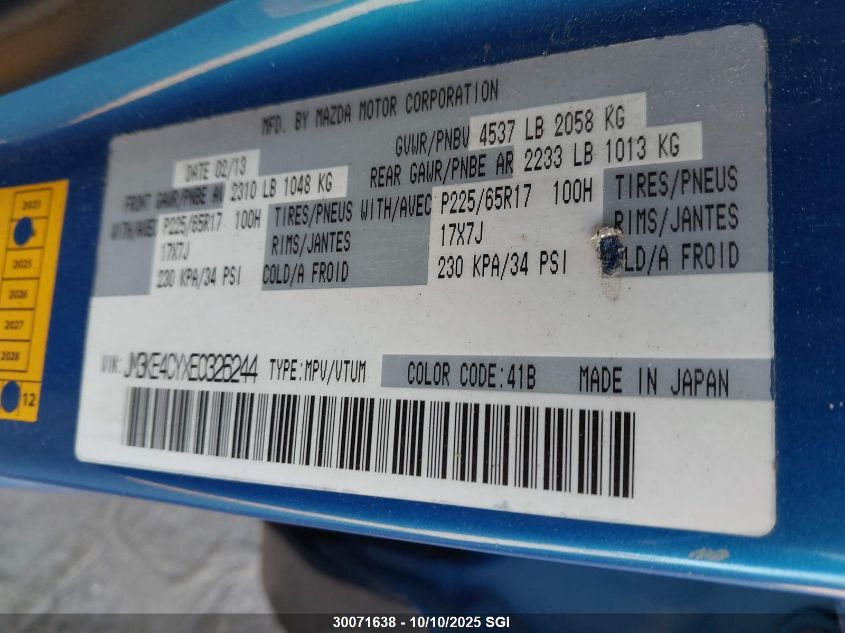 MFD. BY MAZDA MOTOR CORPORATION
DATE 02/13 GVWR/PNBV 4537 LB 2058 KG
FRONT GAWR/PNBE AV 2310 LB 1048 KG REAR GAWR/PNBE AR 2233 LB 1013 KG
WITH/AVEC P225/65R17 100H TIRES/PNEUS WITH/AVEC P225/65R17 100H TIRES/PNEUS
17X7J RIMS/JANTES 17X7J RIMS/JANTES
230 KPA/34 PSI COLD/A FROID 230 KPA/34 PSI LD/A FROID
VIN: JM3KE4CYXE0326244 TYPE:MPV/VTUM COLOR CODE:41B MADE IN JAPAN
2023
2025
2026
2027
2028
12
30071638 - 10/10/2025 SGI